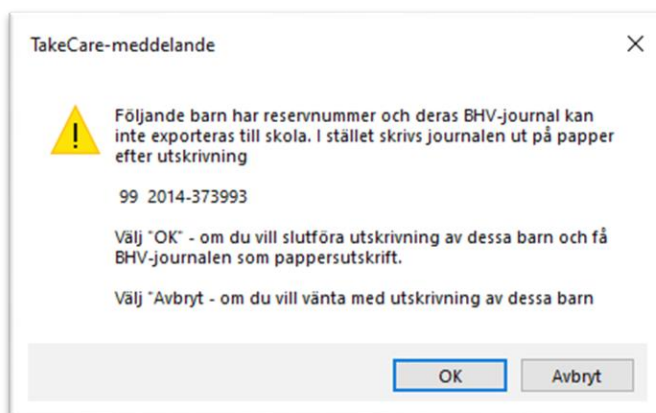 TakeCare-meddelande
Följande barn har reservnummer och deras BHV-journal kan
inte exporteras till skola. I stället skrivs journalen ut på papper
efter utskrivning
99 2014-373993
Välj "OK" - om du vill slutföra utskrivning av dessa barn och få
BHV-journalen som pappersutskrift.
Välj "Avbryt - om du vill vänta med utskrivning av dessa barn
OK
Avbryt